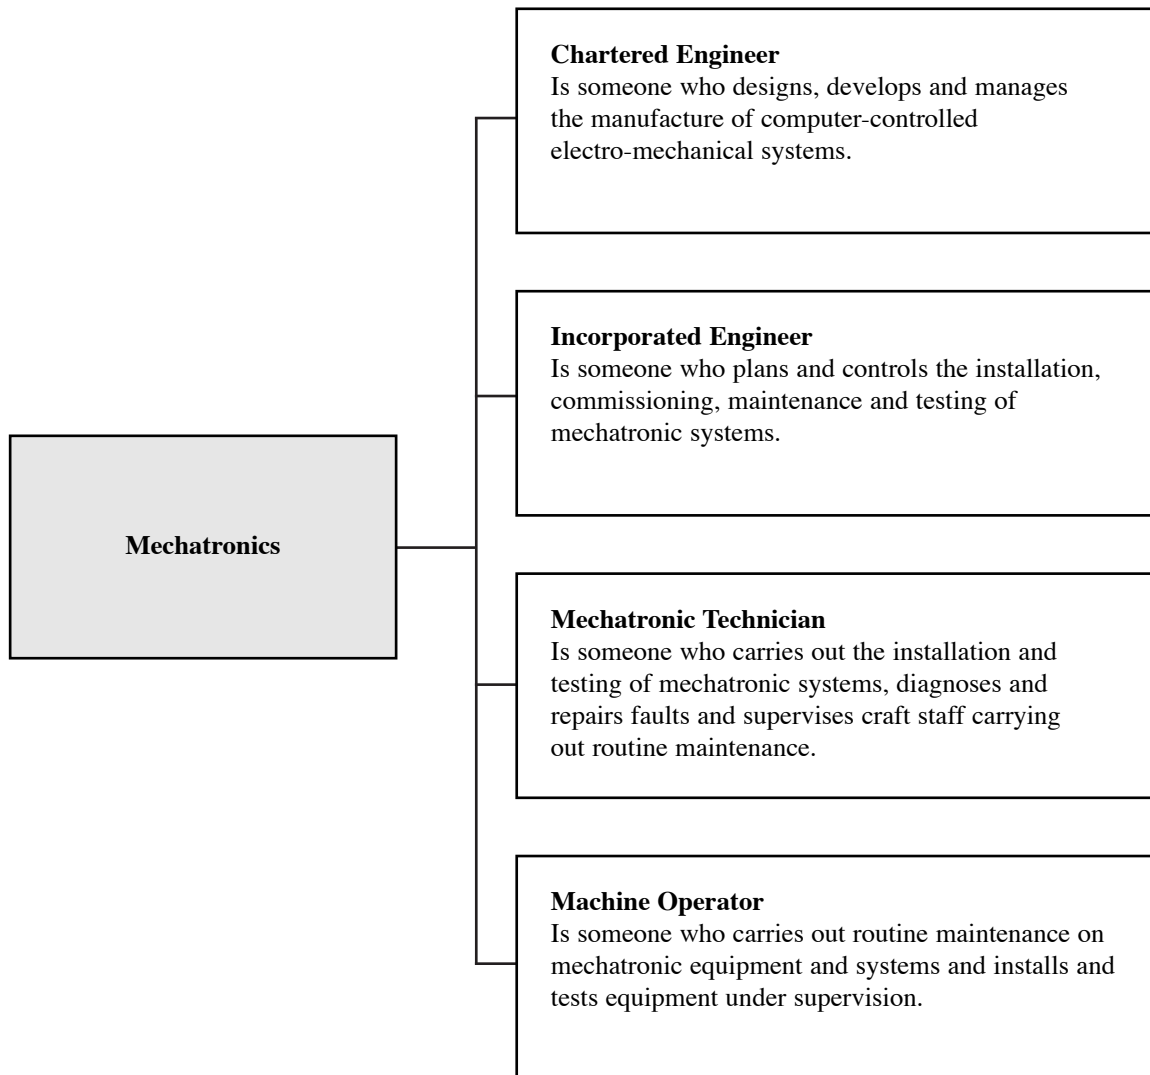 Chartered Engineer
Is someone who designs, develops and manages
the manufacture of computer-controlled
electro-mechanical systems.
Incorporated Engineer
Is someone who plans and controls the installation,
commissioning, maintenance and testing of
mechatronic systems.
Mechatronics
Mechatronic Technician
Is someone who carries out the installation and
testing of mechatronic systems, diagnoses and
repairs faults and supervises craft staff carrying
out routine maintenance.
Machine Operator
Is someone who carries out routine maintenance on
mechatronic equipment and systems and installs and
tests equipment under supervision.